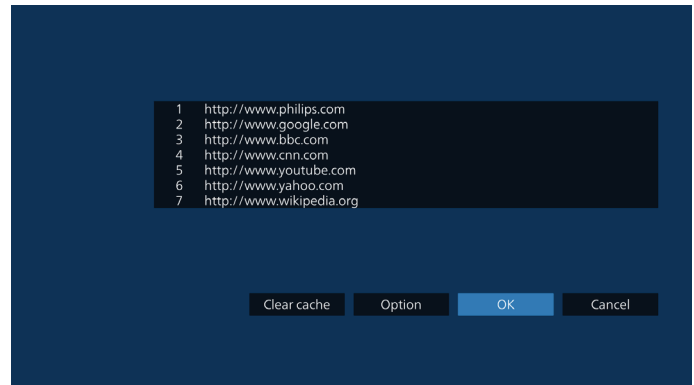 1 http://www.philips.com
2 http://www.google.com
3 http://www.bbc.com
4 http://www.cnn.com
5 http://www.youtube.com
6 http://www.yahoo.com
7 http://www.wikipedia.org
Clear cache Option OK Cancel